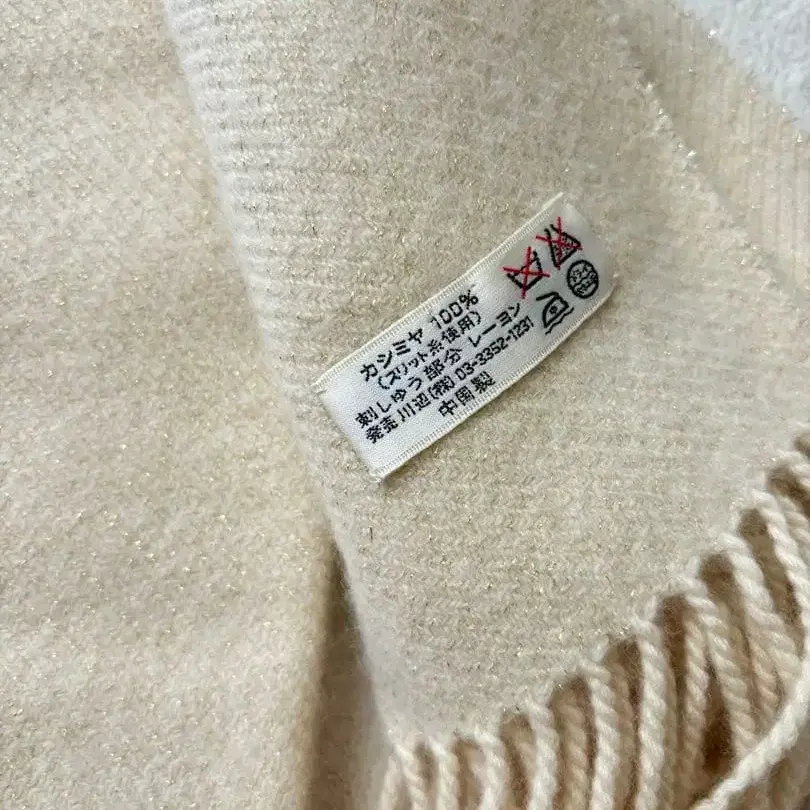 カシミヤ 100%
(スリット糸使用)
刺しゅう部分 レーヨン
発売 川辺(株) 03-3352-1231
中国製